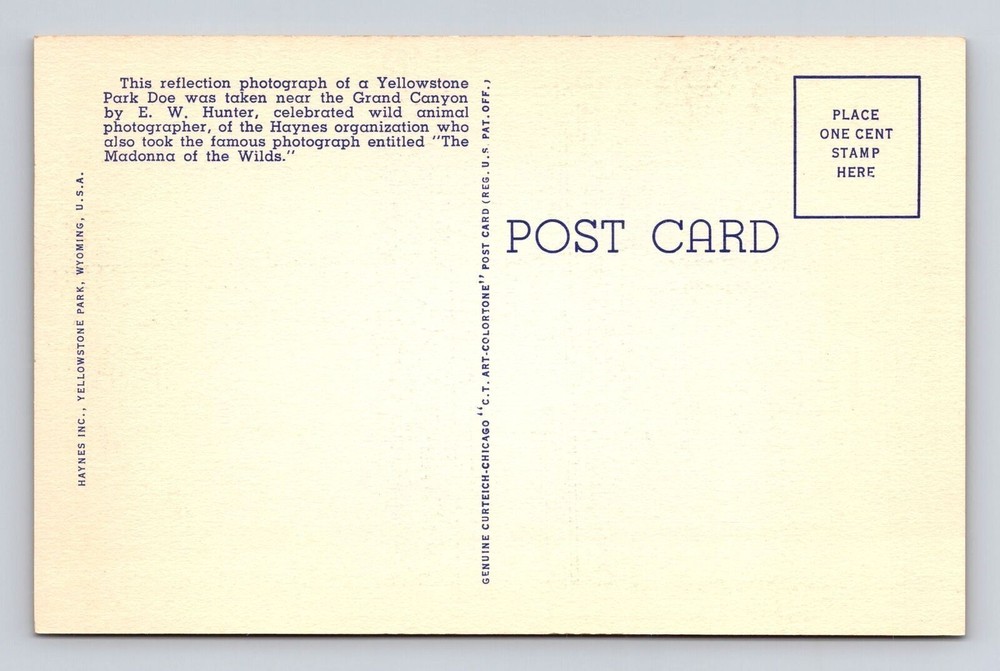 This reflection photograph of a Yellowstone
Park Doe was taken near the Grand Canyon
by E. W. Hunter, celebrated wild animal
photographer, of the Haynes organization who
also took the famous photograph entitled "The
Madonna of the Wilds."
HAYNES INC., YELLOWSTONE PARK, WYOMING, U.S.A.
GENUINE CURTEICH-CHICAGO "C.T. ART-COLORTONE" POST CARD (REG. U.S. PAT. OFF.)
POST CARD
PLACE
ONE CENT
STAMP
HERE